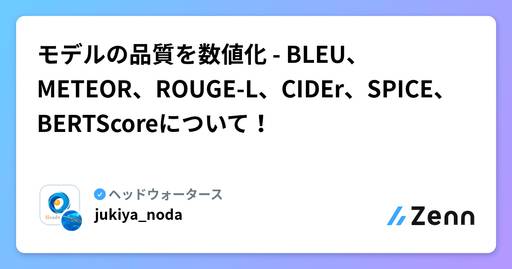 モデルの品質を数値化 - BLEU、
METEOR、ROUGE-L、CIDEr、SPICE、
BERTScoreについて！
ヘッドウォータース
jukiya_noda
Zenn